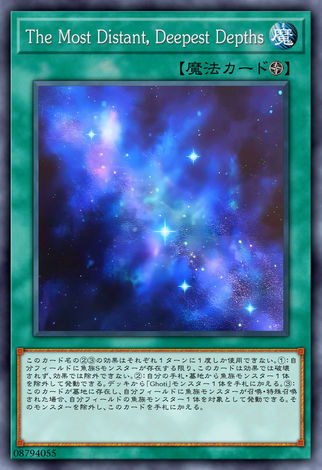 The Most Distant, Deepest Depths
魔
【魔法カード】
このカード名の②③の効果はそれぞれ１ターンに１度しか使用できない。①：自
分フィールドに魚族Sモンスターが存在する限り、このカードは効果では破壊
されず、効果では除外できない。②：自分の手札・墓地から魚族モンスター１体
を除外して発動できる。デッキから「Ghoti」モンスター１体を手札に加える。③：
このカードが墓地に存在し、自分フィールドに魚族モンスターが召喚・特殊召喚
された場合、自分フィールドの魚族モンスター１体を対象として発動できる。そ
のモンスターを除外し、このカードを手札に加える。
08794055